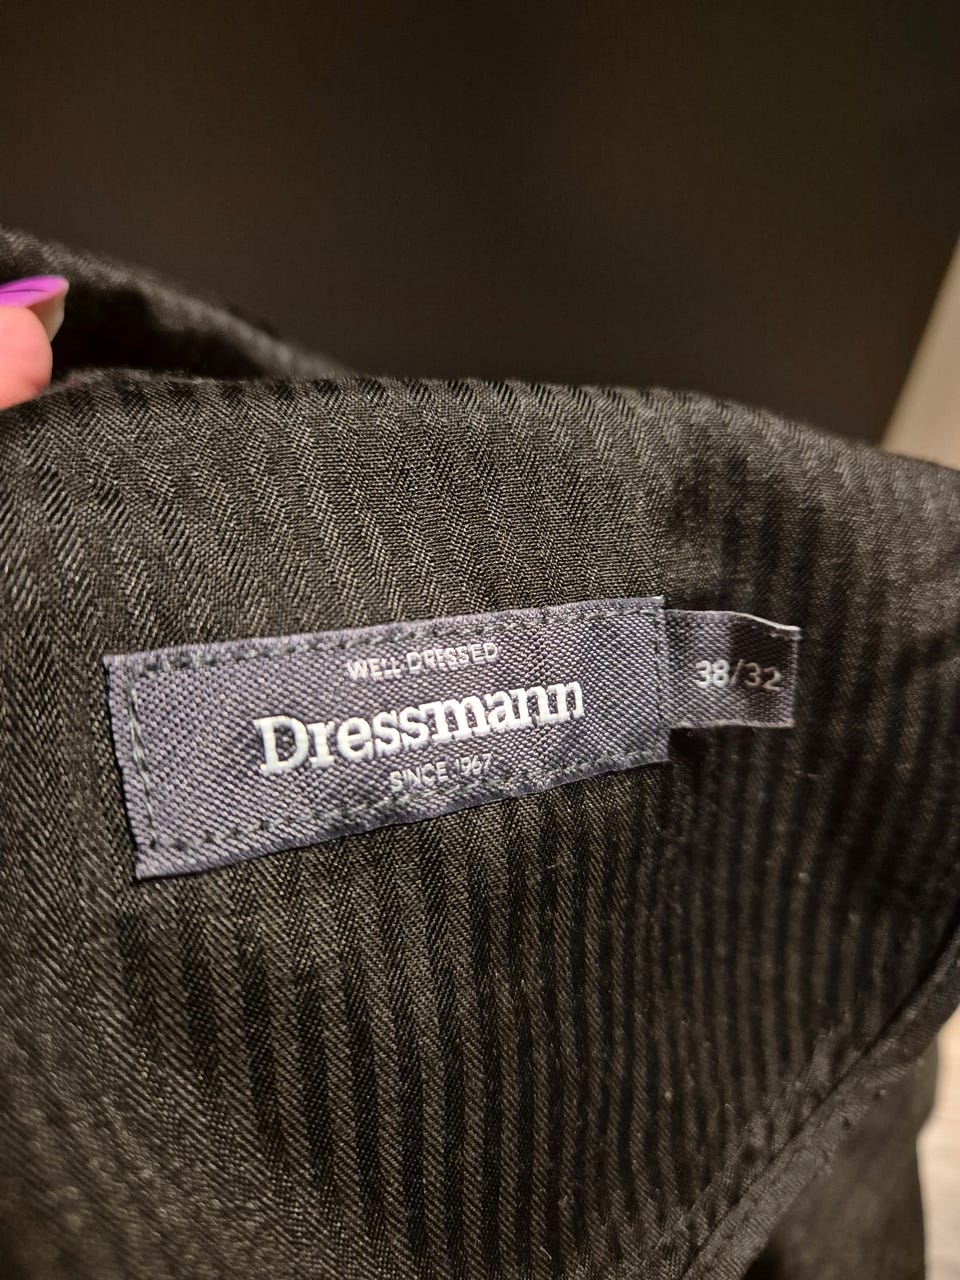 WELL DRESSED
Dressmann
SINCE 1967
38/32